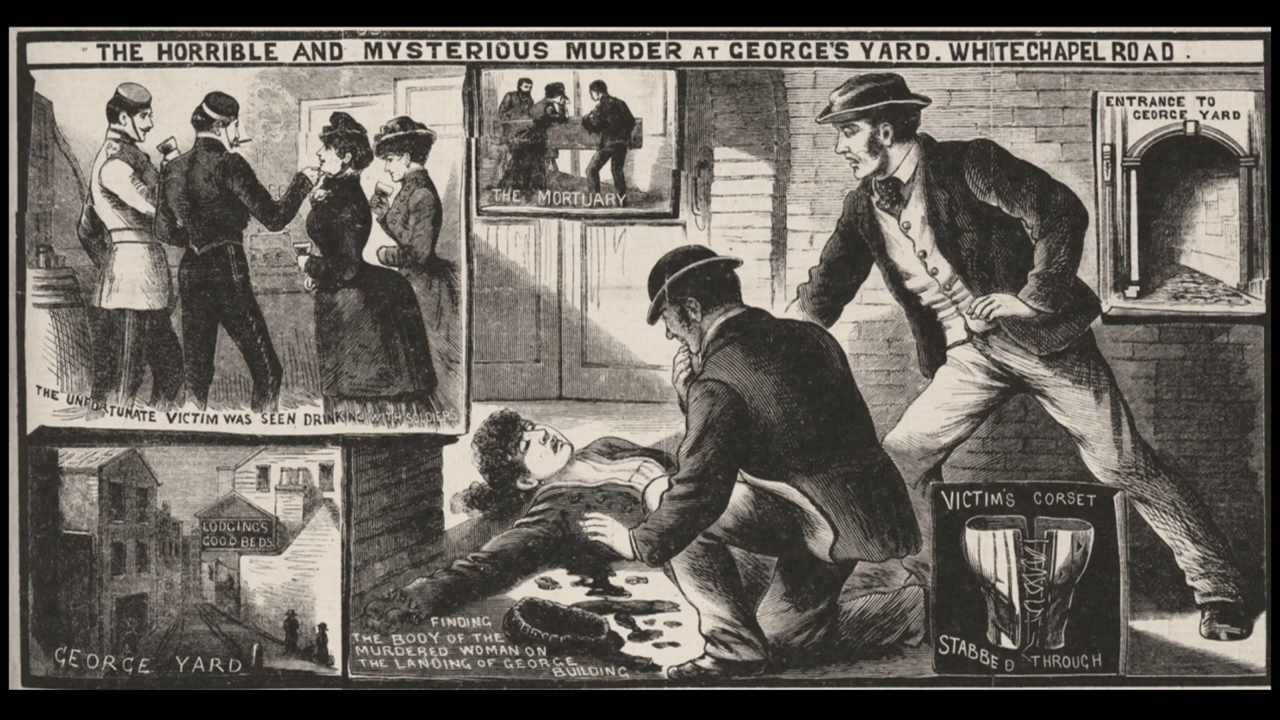 THE HORRIBLE AND MYSTERIOUS MURDER AT GEORGE'S YARD. WHITECHAPEL ROAD.
THE UNFORTUNATE VICTIM WAS SEEN DRINKING WITH SOLDIERS
THE MORTUARY
ENTRANCE TO
GEORGE YARD
LODGINGS
GOOD BEDS
GEORGE YARD
FINDING
THE BODY OF THE
MURDERED WOMAN ON
THE LANDING OF GEORGE
BUILDING
VICTIM'S CORSET
STABBED THROUGH